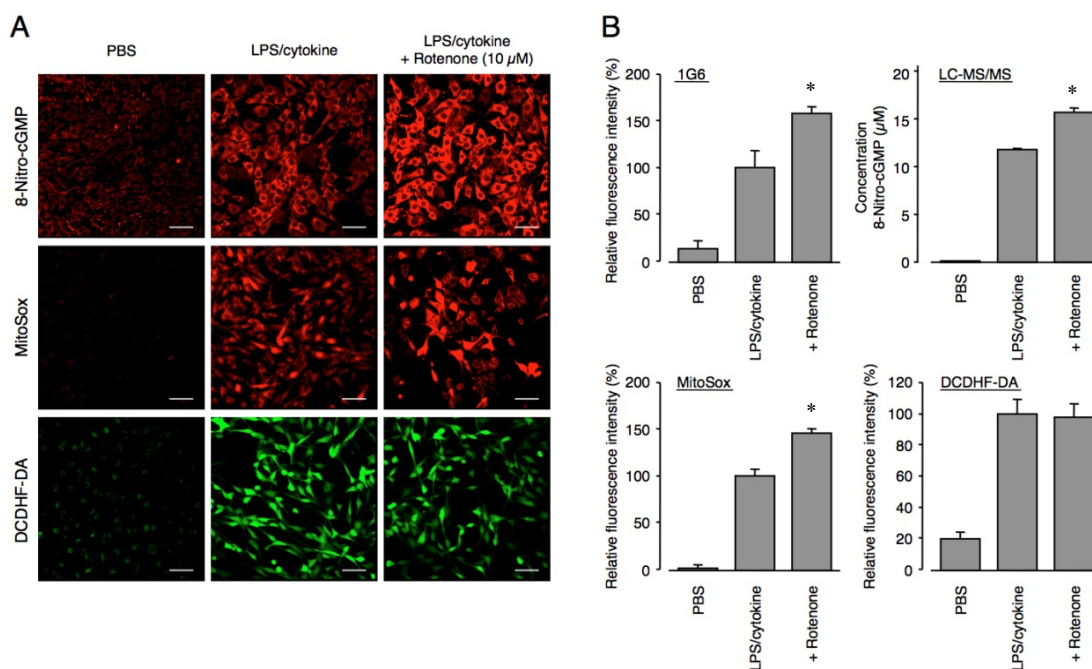 A
PBS
LPS/cytokine
LPS/cytokine
+ Rotenone (10 µM)
8-Nitro-cGMP
MitoSox
DCDHF-DA
B
Relative fluorescence intensity (%)
200
150
100
50
0
1G6
*
PBS
LPS/cytokine
+ Rotenone
Concentration
8-Nitro-cGMP (µM)
20
15
10
5
0
LC-MS/MS
*
PBS
LPS/cytokine
+ Rotenone
Relative fluorescence intensity (%)
200
150
100
50
0
MitoSox
*
PBS
LPS/cytokine
+ Rotenone
Relative fluorescence intensity (%)
120
100
80
60
40
20
0
DCDHF-DA
PBS
LPS/cytokine
+ Rotenone